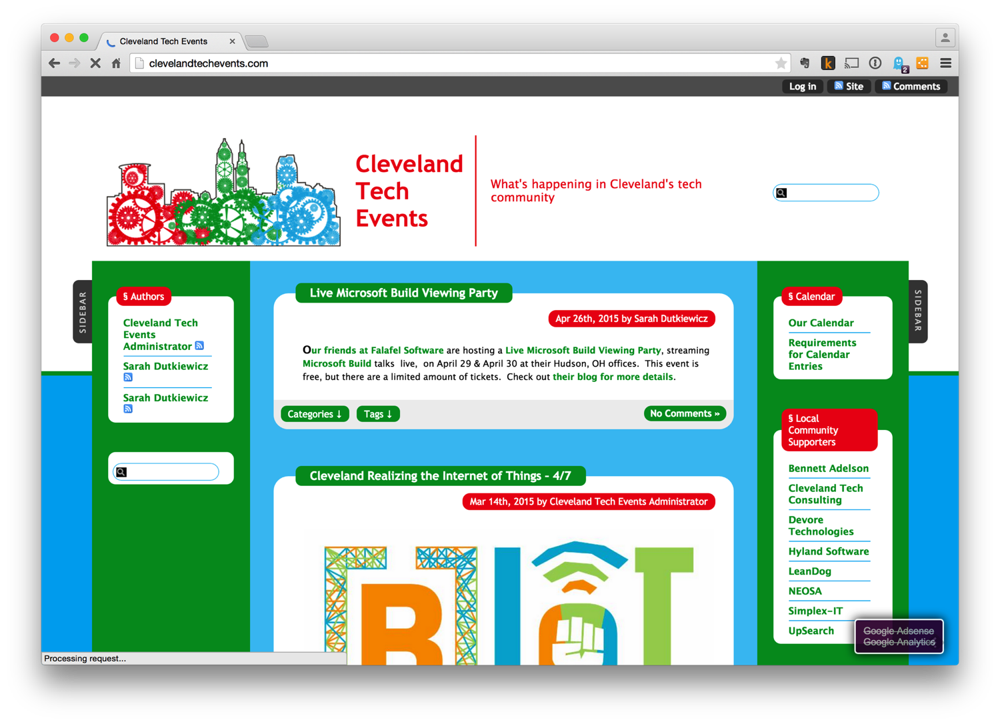 Cleveland Tech Events
clevelandtechevents.com
2
Log in
Site
Comments
Cleveland
Tech
Events
What's happening in Cleveland's tech
community
SIDEBAR
§ Authors
Cleveland Tech
Events
Administrator
Sarah Dutkiewicz
Sarah Dutkiewicz
Live Microsoft Build Viewing Party
Apr 26th, 2015 by Sarah Dutkiewicz
Our friends at Falafel Software are hosting a Live Microsoft Build Viewing Party, streaming
Microsoft Build talks live, on April 29 & April 30 at their Hudson, OH offices. This event is
free, but there are a limited amount of tickets. Check out their blog for more details.
Categories ↓
Tags ↓
No Comments »
Cleveland Realizing the Internet of Things – 4/7
Mar 14th, 2015 by Cleveland Tech Events Administrator
B IoT
§ Calendar
Our Calendar
Requirements
for Calendar
Entries
SIDEBAR
§ Local
Community
Supporters
Bennett Adelson
Cleveland Tech
Consulting
Devore
Technologies
Hyland Software
LeanDog
NEOSA
Simplex-IT
UpSearch
Google Adsense
Google Analytics
Processing request...